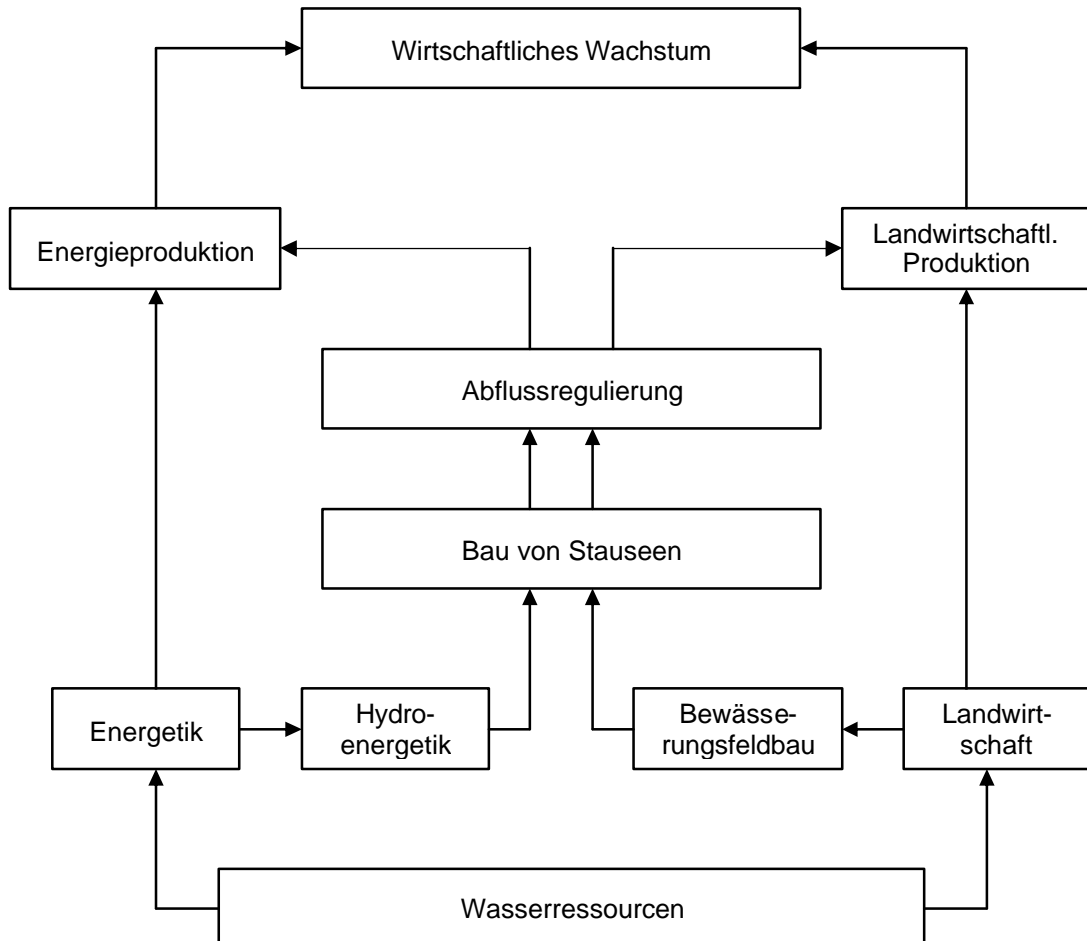 Wirtschaftliches Wachstum
Energieproduktion
Landwirtschaftl.
Produktion
Abflussregulierung
Bau von Stauseen
Energetik
Hydro-
energetik
Bewässe-
rungsfeldbau
Landwirt-
schaft
Wasserressourcen